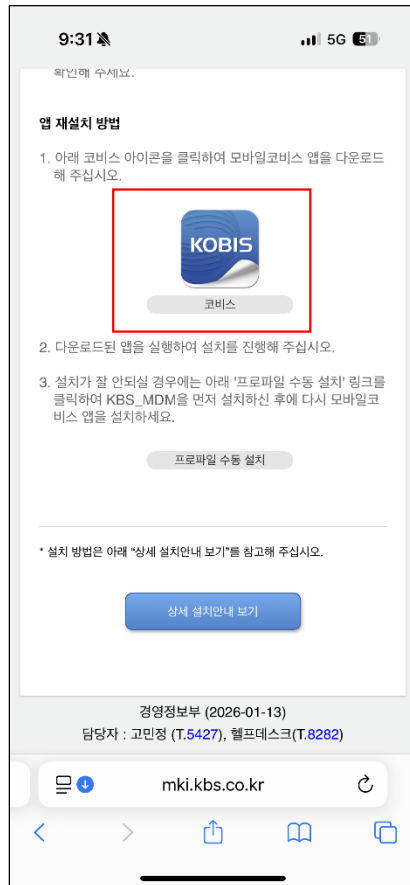 9:31
5G 51
확인해 주세요.
앱 재설치 방법
1. 아래 코비스 아이콘을 클릭하여 모바일코비스 앱을 다운로드
해 주십시오.
KOBIS
코비스
2. 다운로드된 앱을 실행하여 설치를 진행해 주십시오.
3. 설치가 잘 안되실 경우에는 아래 '프로파일 수동 설치' 링크를
클릭하여 KBS_MDM을 먼저 설치하신 후에 다시 모바일코
비스 앱을 설치하세요.
프로파일 수동 설치
* 설치 방법은 아래 “상세 설치안내 보기”를 참고해 주십시오.
상세 설치안내 보기
경영정보부 (2026-01-13)
담당자 : 고민정 (T.5427), 헬프데스크(T.8282)
mki.kbs.co.kr